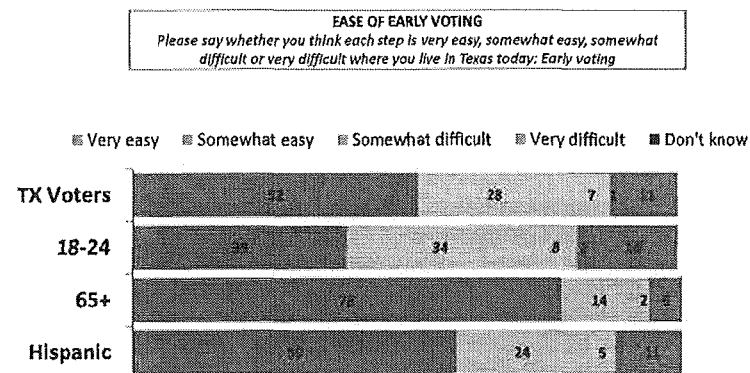 EASE OF EARLY VOTING
Please say whether you think each step is very easy, somewhat easy, somewhat
difficult or very difficult where you live in Texas today: Early voting
Very easy Somewhat easy Somewhat difficult Very difficult Don't know
TX Voters 52 28 7 11
18-24 34 8
65+ 14 2
Hispanic 24 5 11